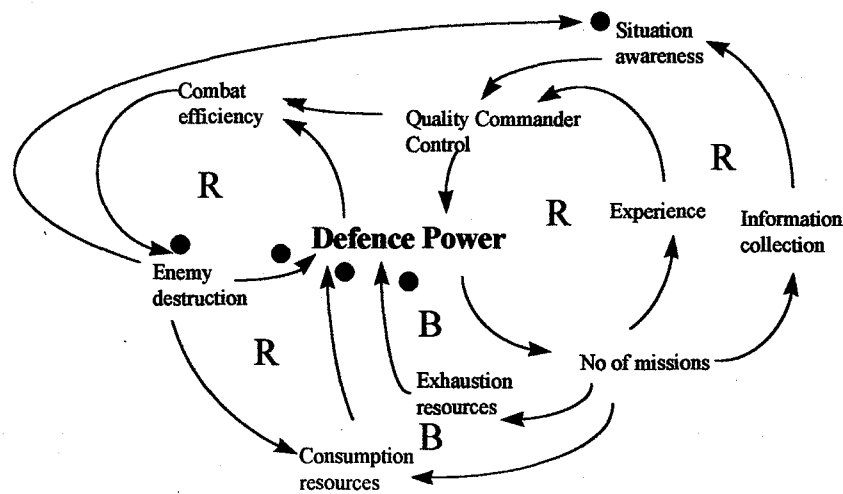 Situation
awareness
Combat
efficiency
Quality Commander
Control
R
R
R
Experience
Information
collection
Defence Power
Enemy
destruction
B
R
No of missions
Exhaustion
resources
B
Consumption
resources